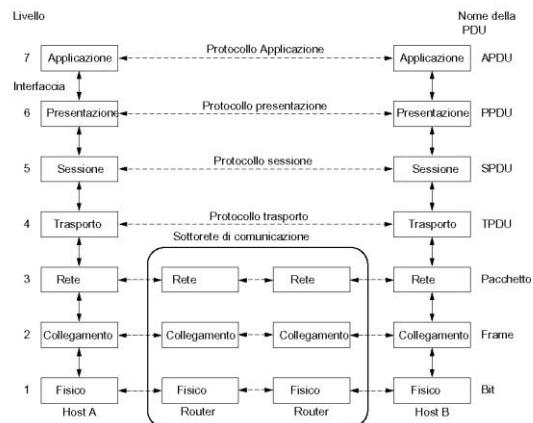 Livello
Nome della
PDU
7 Applicazione Protocollo Applicazione Applicazione APDU
Interfaccia
6 Presentazione Protocollo presentazione Presentazione PPDU
5 Sessione Protocollo sessione Sessione SPDU
4 Trasporto Protocollo trasporto Trasporto TPDU
Sottorete di comunicazione
3 Rete Rete Rete Rete Pacchetto
2 Collegamento Collegamento Collegamento Collegamento Frame
1 Fisico Fisico Fisico Fisico Bit
Host A Router Router Host B